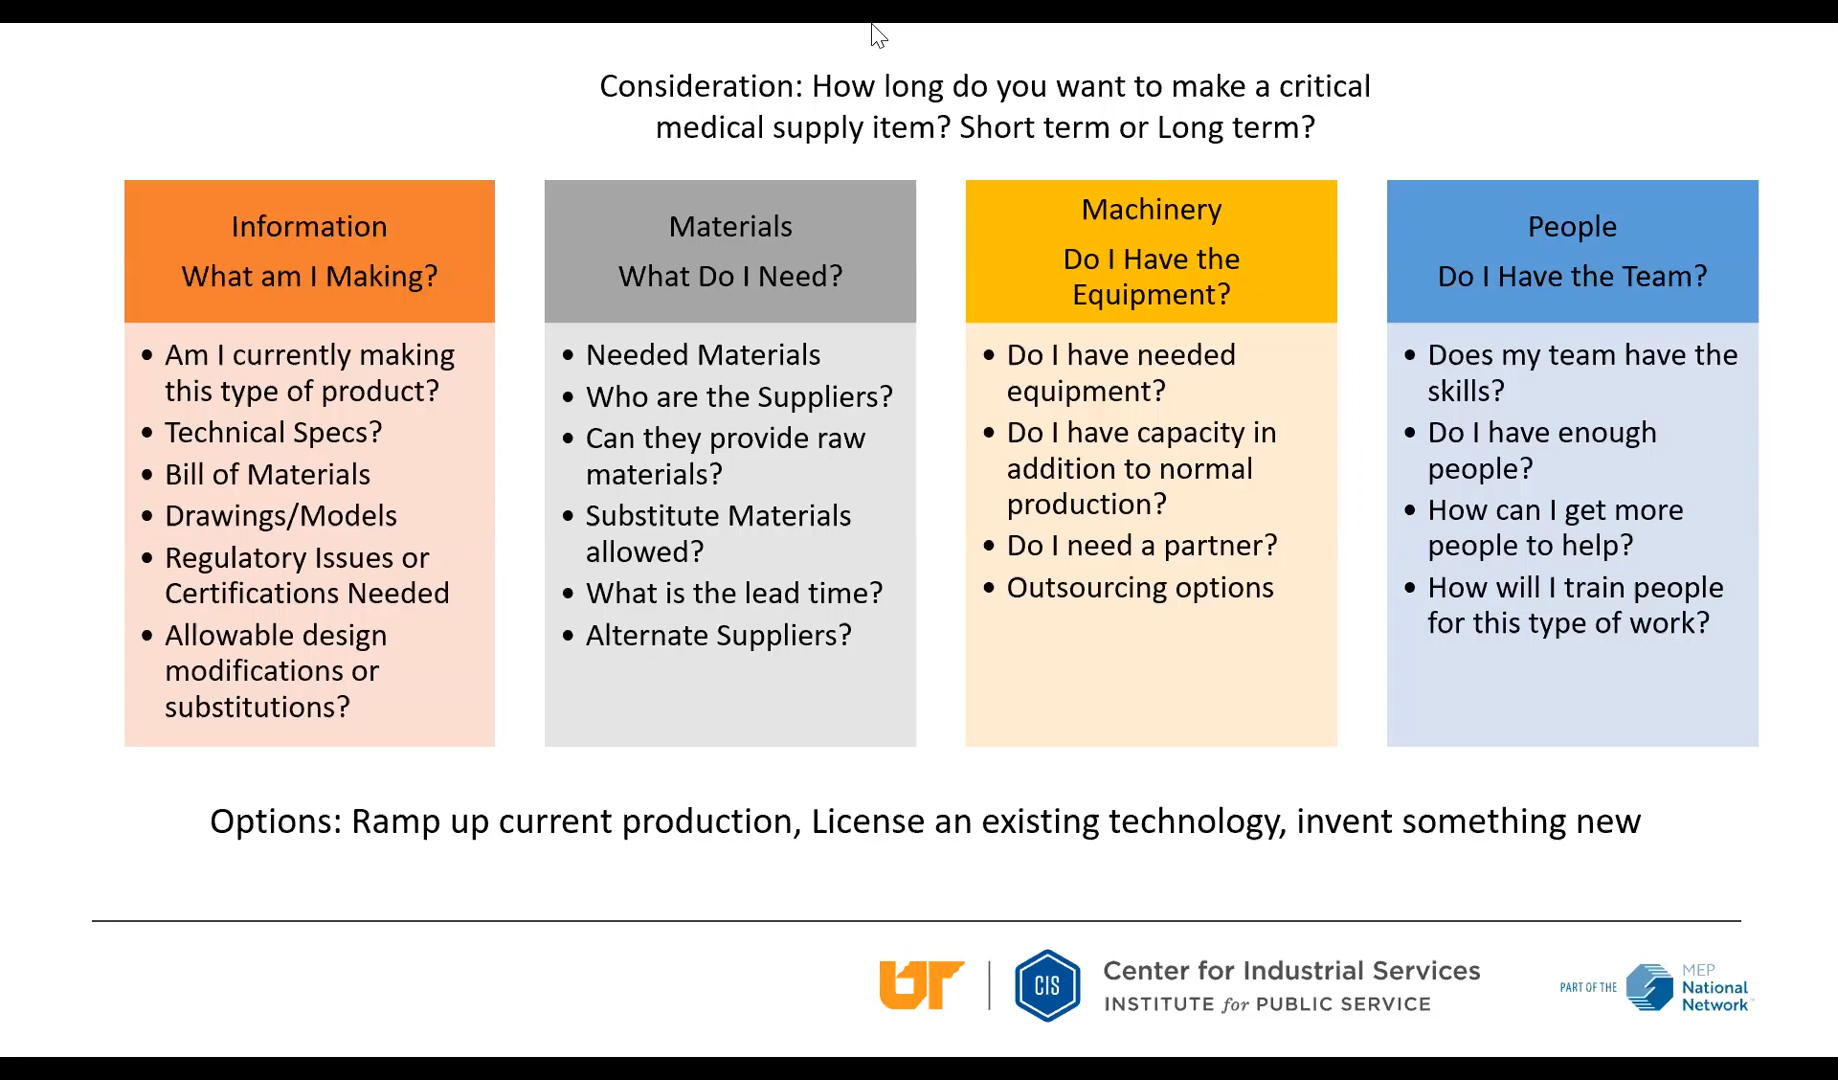 Consideration: How long do you want to make a critical
medical supply item? Short term or Long term?
Information
What am I Making?
• Am I currently making
this type of product?
• Technical Specs?
• Bill of Materials
• Drawings/Models
• Regulatory Issues or
Certifications Needed
• Allowable design
modifications or
substitutions?
Materials
What Do I Need?
• Needed Materials
• Who are the Suppliers?
• Can they provide raw
materials?
• Substitute Materials
allowed?
• What is the lead time?
• Alternate Suppliers?
Machinery
Do I Have the
Equipment?
• Do I have needed
equipment?
• Do I have capacity in
addition to normal
production?
• Do I need a partner?
• Outsourcing options
People
Do I Have the Team?
• Does my team have the
skills?
• Do I have enough
people?
• How can I get more
people to help?
• How will I train people
for this type of work?
Options: Ramp up current production, License an existing technology, invent something new
UT
CIS
Center for Industrial Services
INSTITUTE for PUBLIC SERVICE
PART OF THE
MEP
National
Network™